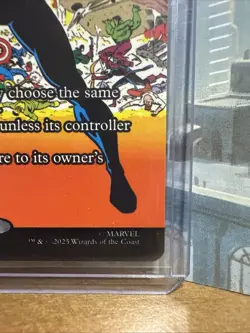 choose the same
unless its controller
re to its owner's
MARVEL
™ & ©2025 Wizards of the Coast